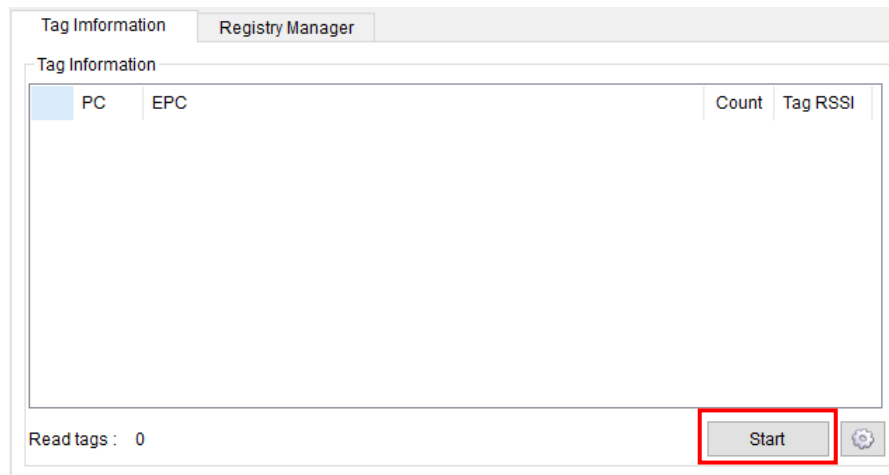 Tag Imformation Registry Manager
Tag Information
PC EPC Count Tag RSSI
Read tags : 0 Start